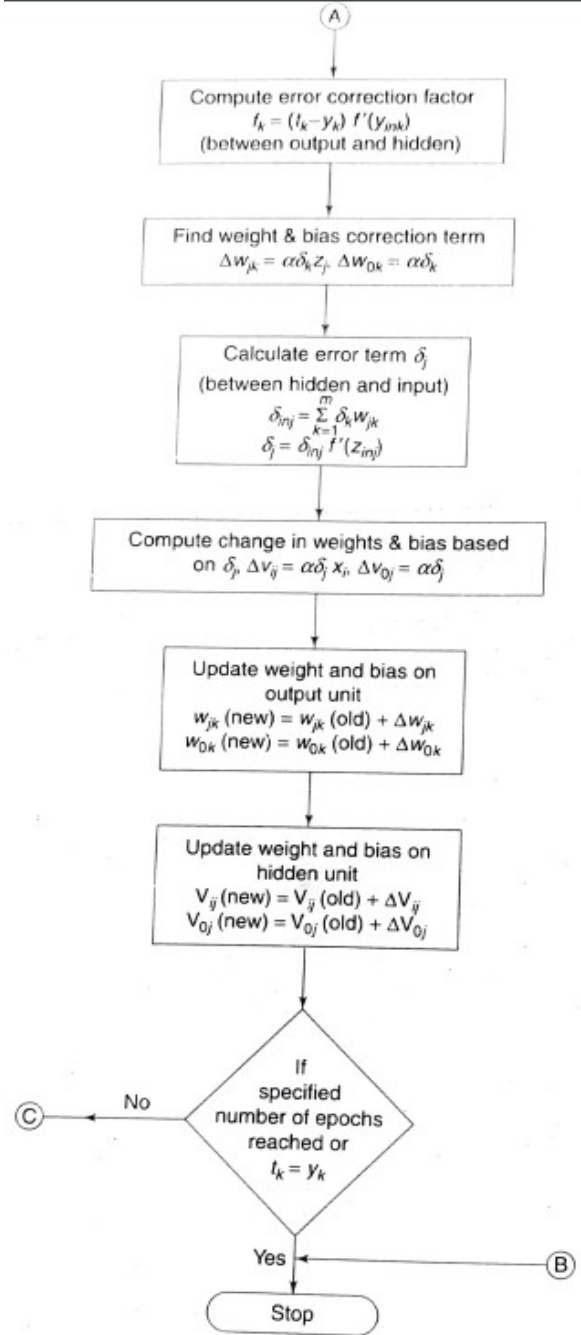 A
Compute error correction factor
f_k = (t_k − y_k) f'(y_ink)
(between output and hidden)
Find weight & bias correction term
Δw_jk = αδ_k z_j, Δw_0k = αδ_k
Calculate error term δ_j
(between hidden and input)
δ_inj = Σ_{k=1}^{m} δ_k w_jk
δ_j = δ_inj f'(z_inj)
Compute change in weights & bias based
on δ_j, Δv_ij = αδ_j x_i, Δv_0j = αδ_j
Update weight and bias on
output unit
w_jk (new) = w_jk (old) + Δw_jk
w_0k (new) = w_0k (old) + Δw_0k
Update weight and bias on
hidden unit
V_ij (new) = V_ij (old) + ΔV_ij
V_0j (new) = V_0j (old) + ΔV_0j
If
specified
number of epochs
reached or
t_k = y_k
No
C
Yes
B
Stop